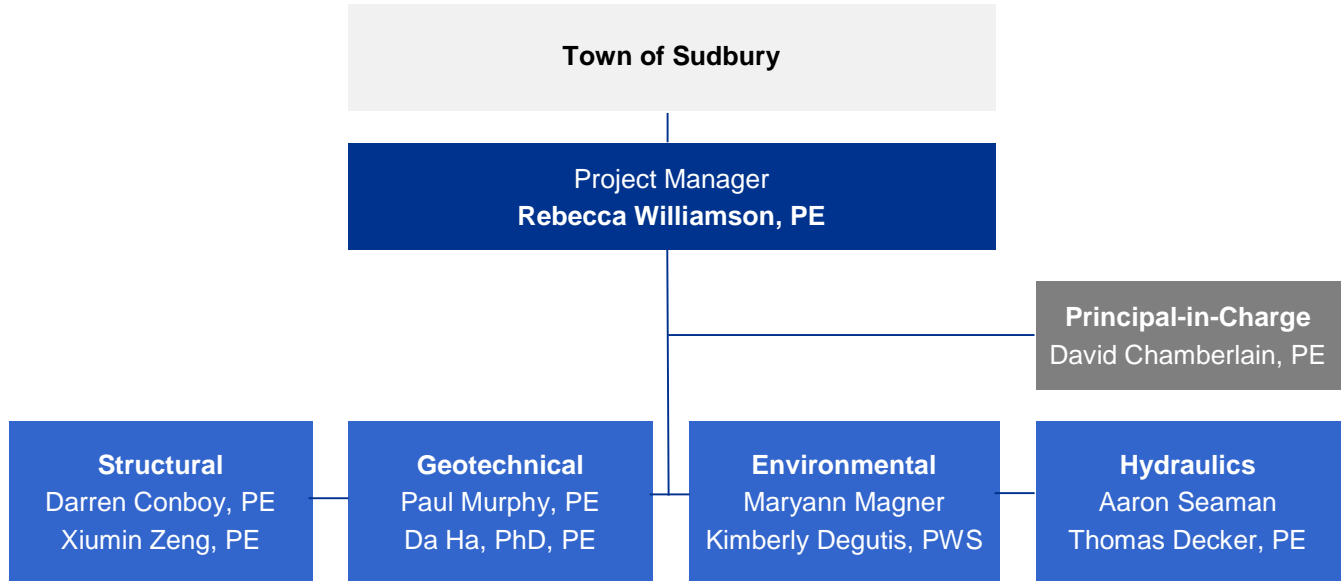 Town of Sudbury
Project Manager
Rebecca Williamson, PE
Principal-in-Charge
David Chamberlain, PE
Structural
Darren Conboy, PE
Xiumin Zeng, PE
Geotechnical
Paul Murphy, PE
Da Ha, PhD, PE
Environmental
Maryann Magner
Kimberly Degutis, PWS
Hydraulics
Aaron Seaman
Thomas Decker, PE